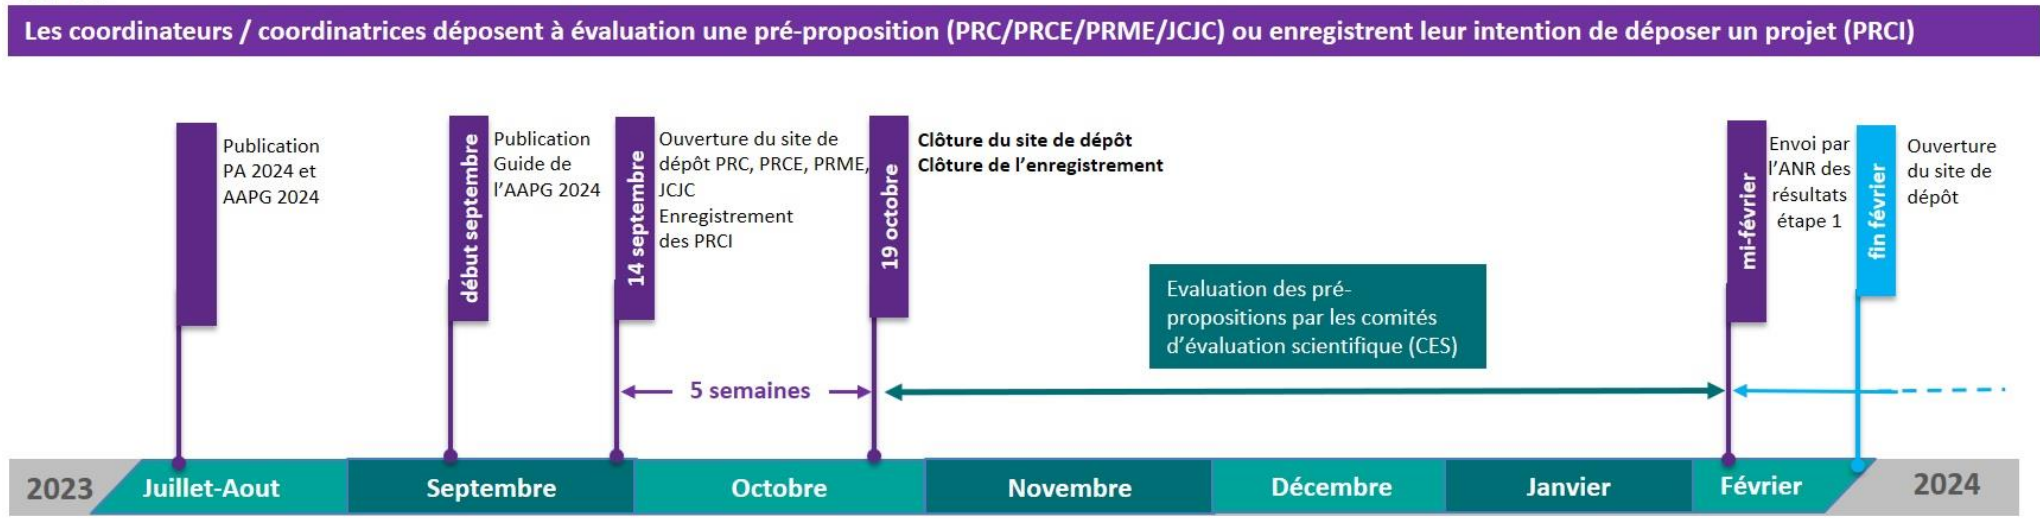 Les coordinateurs / coordinatrices déposent à évaluation une pré-proposition (PRC/PRCE/PRME/JCJC) ou enregistrent leur intention de déposer un projet (PRCI)
Publication
PA 2024 et
AAPG 2024
début septembre
Publication
Guide de
l’AAPG 2024
14 septembre
Ouverture du site de
dépôt PRC, PRCE, PRME,
JCJC
Enregistrement
des PRCI
19 octobre
Clôture du site de dépôt
Clôture de l’enregistrement
mi-février
Envoi par
l’ANR des
résultats
étape 1
fin février
Ouverture
du site de
dépôt
Evaluation des pré-
propositions par les comités
d’évaluation scientifique (CES)
5 semaines
2023
Juillet-Aout
Septembre
Octobre
Novembre
Décembre
Janvier
Février
2024